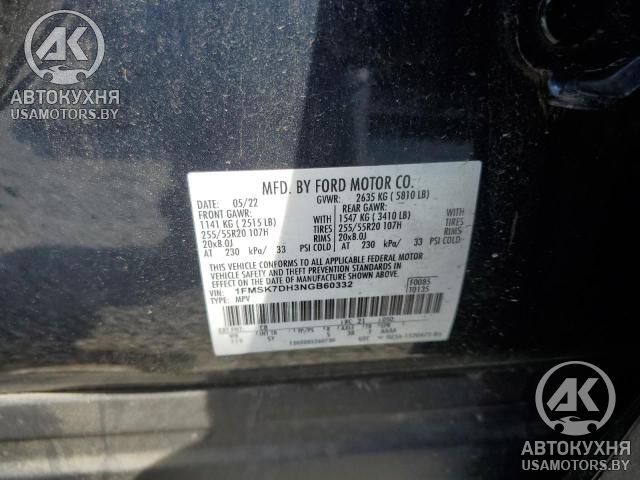 АК
АВТОКУХНЯ
USAMOTORS.BY
MFD. BY FORD MOTOR CO.
DATE: 05/22 GVWR: 2635 KG ( 5810 LB)
FRONT GAWR: REAR GAWR:
1141 KG ( 2515 LB) 1547 KG ( 3410 LB)
255/55R20 107H TIRES 255/55R20 107H TIRES
20x8.0J RIMS 20x8.0J RIMS
AT 230 kPa/ 33 PSI COLD AT 230 kPa/ 33 PSI COLD
THIS VEHICLE CONFORMS TO ALL APPLICABLE FEDERAL MOTOR
VEHICLE SAFETY AND THEFT PREVENTION STANDARDS IN
EFFECT ON THE DATE OF MANUFACTURE SHOWN ABOVE.
VIN: 1FMSK7DH3NGB60332 F0085
TYPE: MPV T0135
АК
АВТОКУХНЯ
USAMOTORS.BY